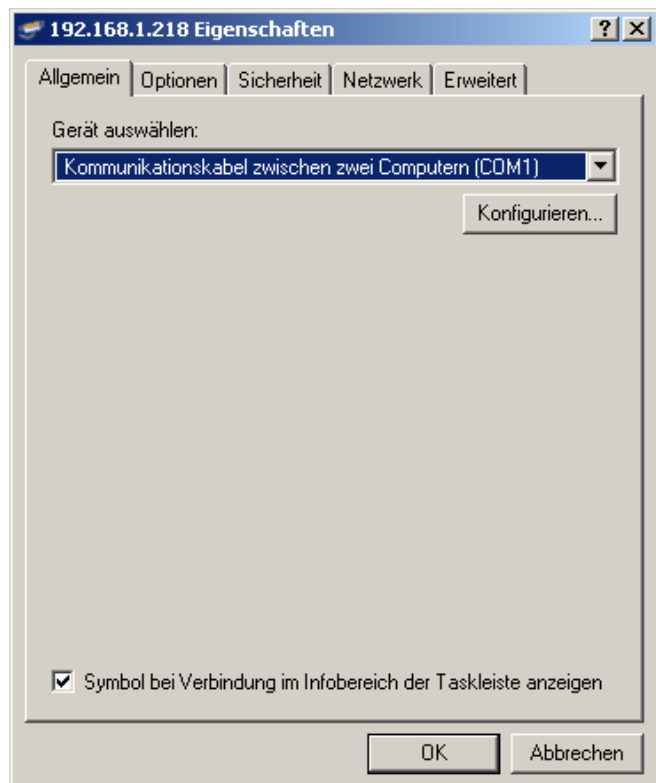 192.168.1.218 Eigenschaften
Allgemein Optionen Sicherheit Netzwerk Erweitert
Gerät auswählen:
Kommunikationskabel zwischen zwei Computern (COM1)
Konfigurieren...
Symbol bei Verbindung im Infobereich der Taskleiste anzeigen
OK Abbrechen